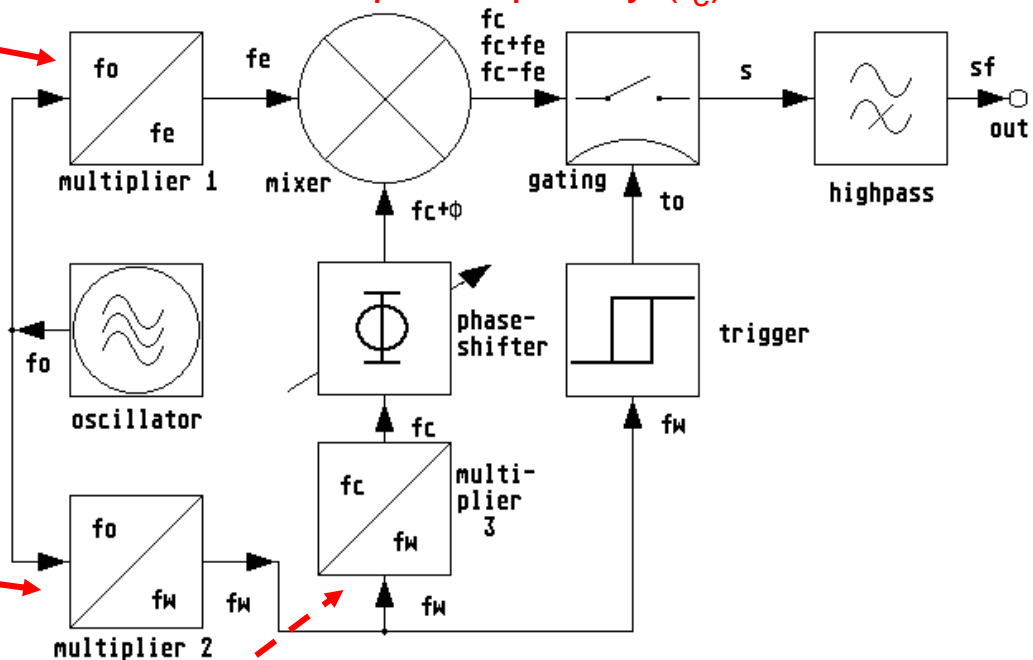 fo
fe
multiplier 1
fe
mixer
fc
fc+fe
fc-fe
gating
s
highpass
sf
out
fc+Φ
to
fo
oscillator
Φ
phase-
shifter
trigger
fc
fw
fc
fw
multi-
plier
3
fo
fw
multiplier 2
fw
fw